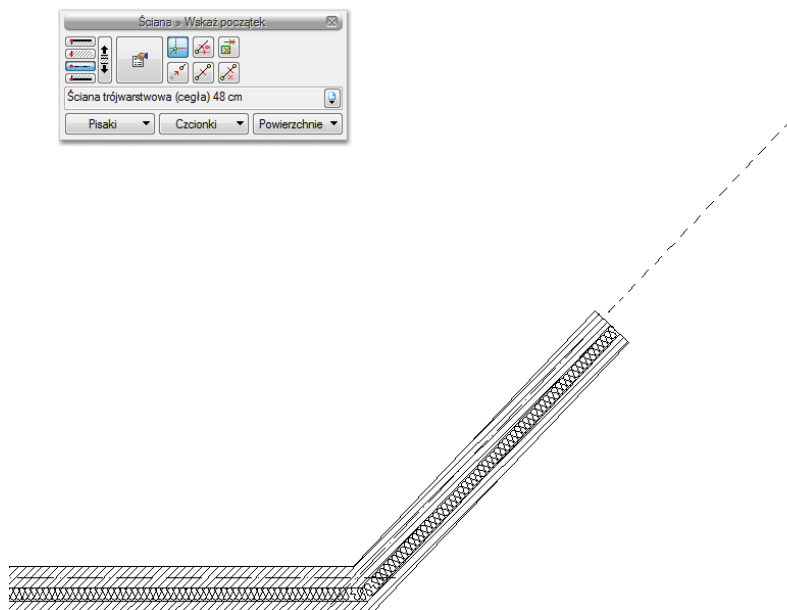 Ściana » Wskaż początek
Ściana trójwarstwowa (cegła) 48 cm
Pisaki Czcionki Powierzchnie